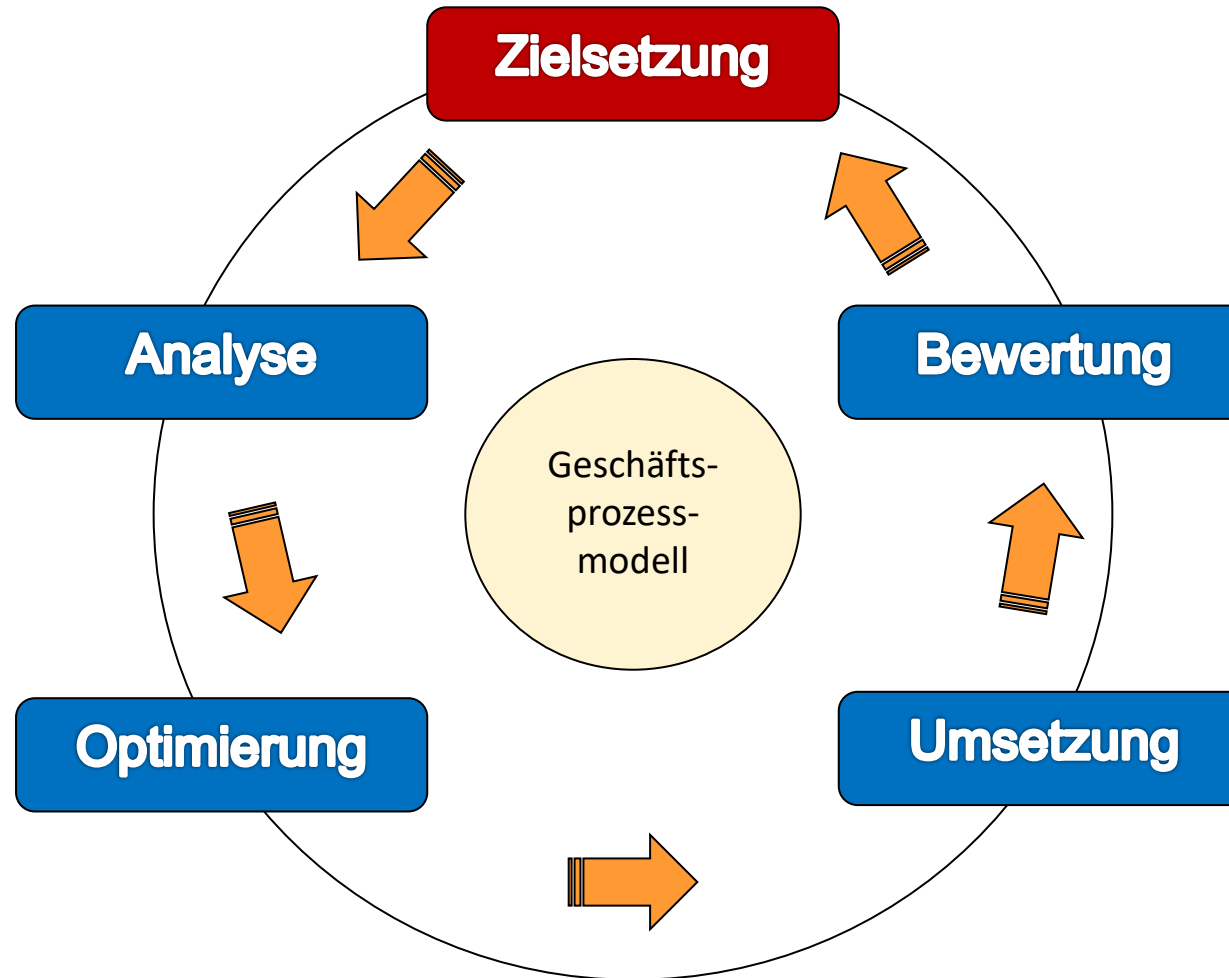 Zielsetzung
Analyse
Bewertung
Geschäfts-
prozess-
modell
Optimierung
Umsetzung